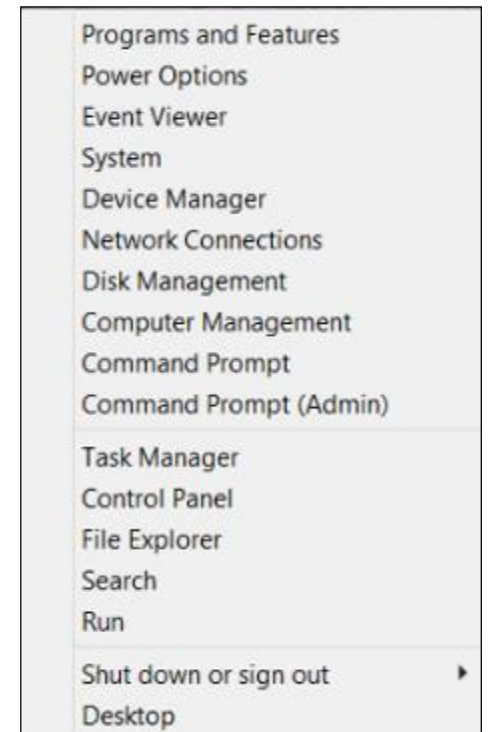 Programs and Features
Power Options
Event Viewer
System
Device Manager
Network Connections
Disk Management
Computer Management
Command Prompt
Command Prompt (Admin)
Task Manager
Control Panel
File Explorer
Search
Run
Shut down or sign out
Desktop